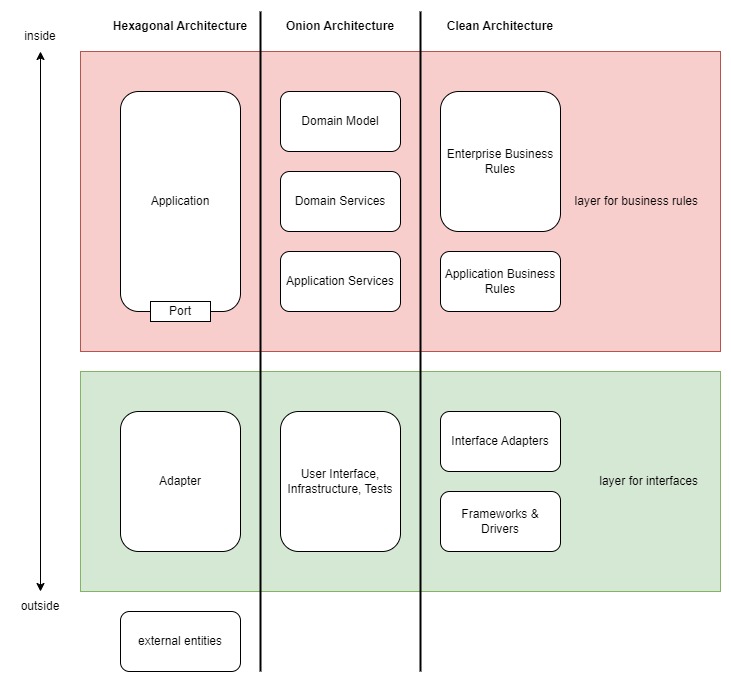 Hexagonal Architecture
Onion Architecture
Clean Architecture
inside
Application
Port
Domain Model
Domain Services
Application Services
Enterprise Business
Rules
Application Business
Rules
layer for business rules
Adapter
User Interface,
Infrastructure, Tests
Interface Adapters
Frameworks &
Drivers
layer for interfaces
outside
external entities